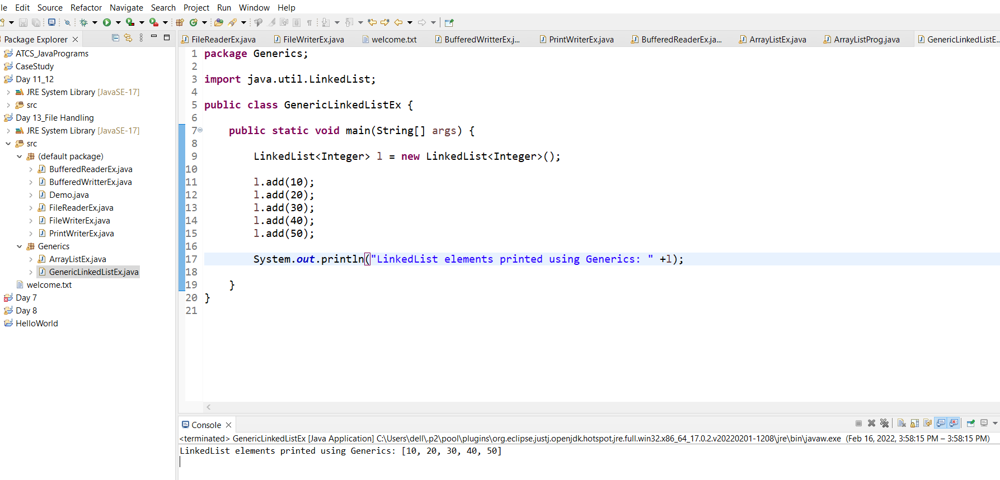 le Edit Source Refactor Navigate Search Project Run Window Help
Package Explorer
FileReaderEx.java FileWriterEx.java welcome.txt BufferedWritterEx.j... PrintWriterEx.java BufferedReaderEx.ja... ArrayListEx.java ArrayListProg.java GenericLinkedListE...
ATCS_JavaPrograms
CaseStudy
Day 11_12
JRE System Library [JavaSE-17]
src
Day 13_File Handling
JRE System Library [JavaSE-17]
src
(default package)
BufferedReaderEx.java
BufferedWritterEx.java
Demo.java
FileReaderEx.java
FileWriterEx.java
PrintWriterEx.java
Generics
ArrayListEx.java
GenericLinkedListEx.java
welcome.txt
Day 7
Day 8
HelloWorld
1 package Generics;
2
3 import java.util.LinkedList;
4
5 public class GenericLinkedListEx {
6
7 public static void main(String[] args) {
8
9 LinkedList<Integer> l = new LinkedList<Integer>();
10
11 l.add(10);
12 l.add(20);
13 l.add(30);
14 l.add(40);
15 l.add(50);
16
17 System.out.println("LinkedList elements printed using Generics: " +l);
18
19 }
20 }
21
Console
<terminated> GenericLinkedListEx [Java Application] C:\Users\dell\.p2\pool\plugins\org.eclipse.justj.openjdk.hotspot.jre.full.win32.x86_64_17.0.2.v20220201-1208\jre\bin\javaw.exe (Feb 16, 2022, 3:58:15 PM – 3:58:15 PM)
LinkedList elements printed using Generics: [10, 20, 30, 40, 50]